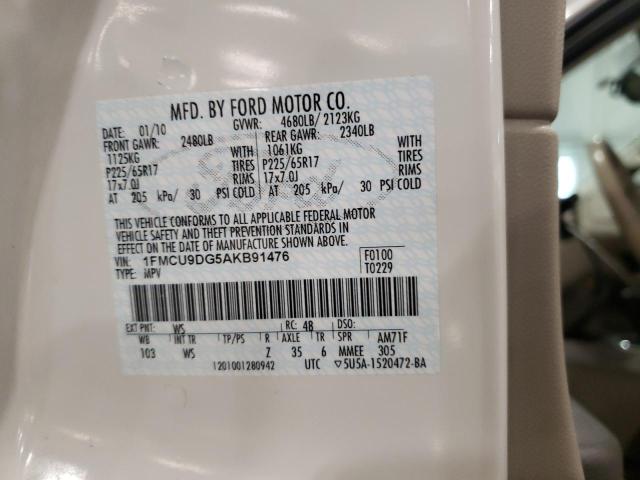 MFD. BY FORD MOTOR CO.
DATE: 01/10 GVWR: 4680LB/ 2123KG
FRONT GAWR: 2480LB REAR GAWR: 2340LB
1125KG WITH 1061KG WITH
P225/65R17 TIRES P225/65R17 TIRES
17x7.0J RIMS 17x7.0J RIMS
AT 205 kPa/ 30 PSI COLD AT 205 kPa/ 30 PSI COLD
THIS VEHICLE CONFORMS TO ALL APPLICABLE FEDERAL MOTOR
VEHICLE SAFETY AND THEFT PREVENTION STANDARDS IN
EFFECT ON THE DATE OF MANUFACTURE SHOWN ABOVE.
VIN: 1FMCU9DG5AKB91476 F0100
TYPE: MPV T0229
EXT PNT: WS RC: 48 DSO:
WB INT TR TP/PS R AXLE TR SPR AM71F
103 WS Z 35 6 MMEE 305
1201001280942 UTC ▽5U5A-1520472-BA